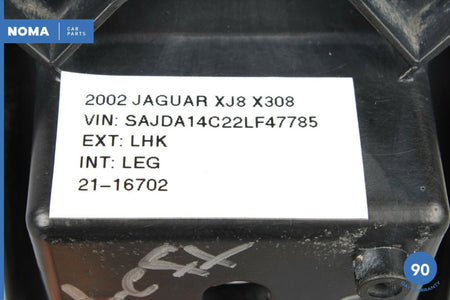 NOMA CAR
PARTS
2002 JAGUAR XJ8 X308
VIN: SAJDA14C22LF47785
EXT: LHK
INT: LEG
21-16702
90